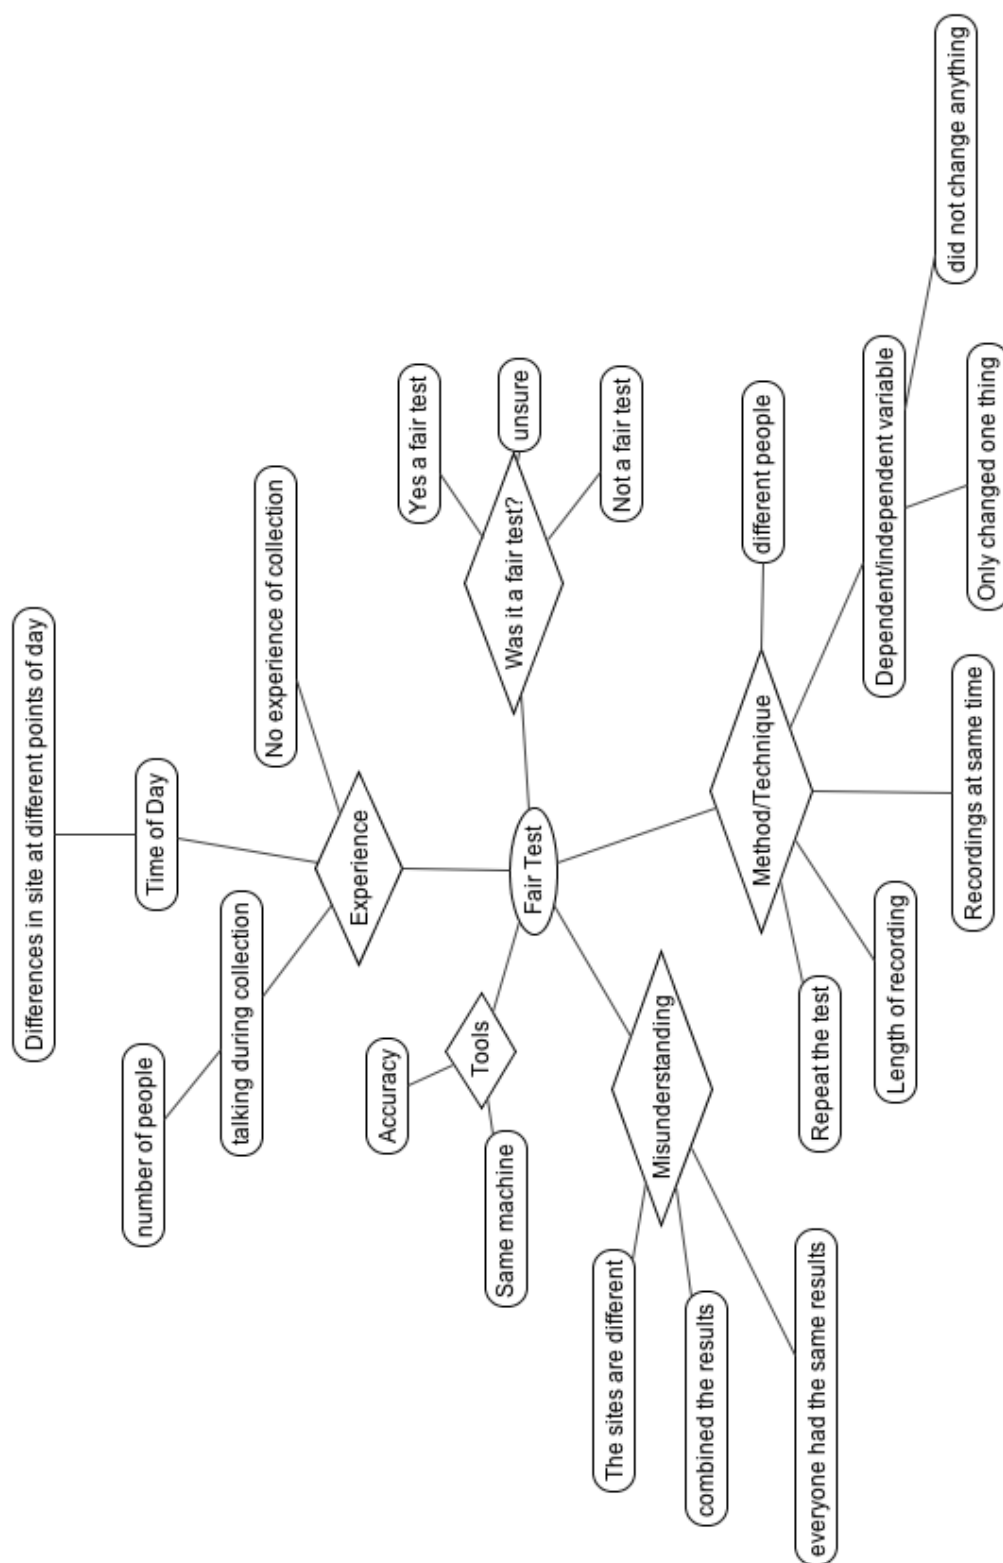 Differences in site at different points of day
number of people
Time of Day
talking during collection
No experience of collection
Experience
Accuracy
Tools
Same machine
Fair Test
Was it a fair test?
Yes a fair test
unsure
Not a fair test
The sites are different
Misunderstanding
combined the results
everyone had the same results
Method/Technique
different people
Repeat the test
Length of recording
Recordings at same time
Dependent/independent variable
did not change anything
Only changed one thing